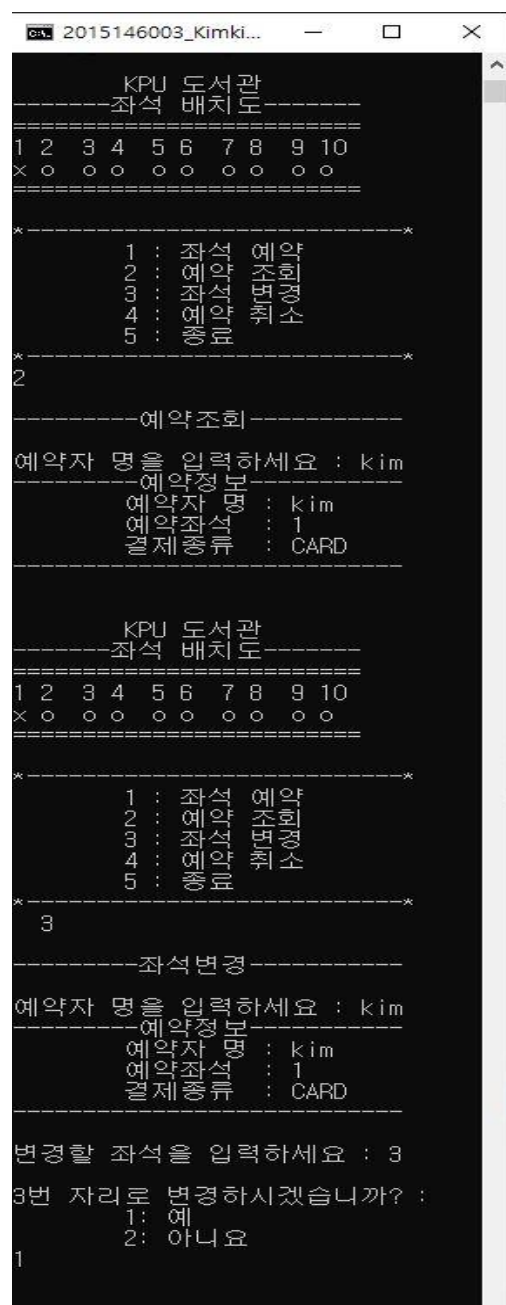 2015146003_Kimki...
KPU 도서관
-------좌석 배치도-------
=========================
1 2 3 4 5 6 7 8 9 10
x o o o o o o o o o
=========================
*---------------------------*
1 : 좌석 예약
2 : 예약 조회
3 : 좌석 변경
4 : 예약 취소
5 : 종료
*---------------------------*
2
---------예약조회-----------
예약자 명을 입력하세요 : kim
---------예약정보-----------
예약자 명 : kim
예약좌석 : 1
결제종류 : CARD
----------------------------
KPU 도서관
-------좌석 배치도-------
=========================
1 2 3 4 5 6 7 8 9 10
x o o o o o o o o o
=========================
*---------------------------*
1 : 좌석 예약
2 : 예약 조회
3 : 좌석 변경
4 : 예약 취소
5 : 종료
*---------------------------*
3
---------좌석변경-----------
예약자 명을 입력하세요 : kim
---------예약정보-----------
예약자 명 : kim
예약좌석 : 1
결제종류 : CARD
----------------------------
변경할 좌석을 입력하세요 : 3
3번 자리로 변경하시겠습니까? :
1: 예
2: 아니요
1